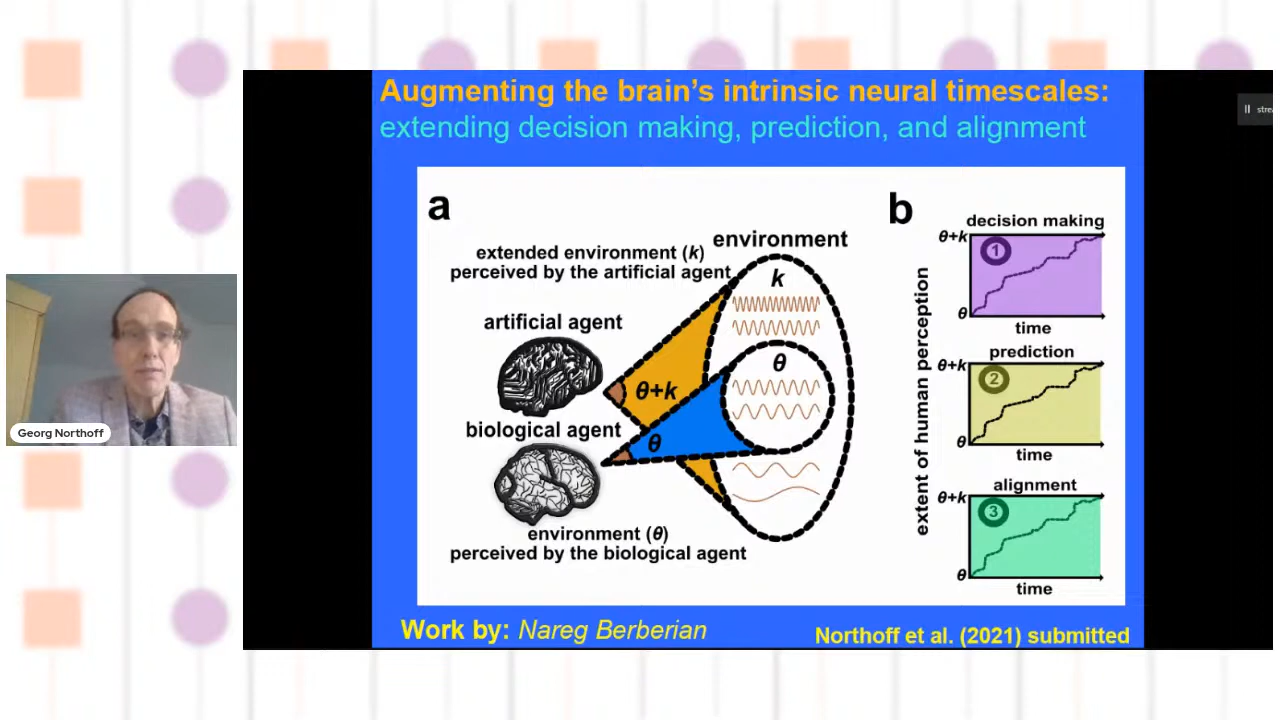 Augmenting the brain's intrinsic neural timescales:
extending decision making, prediction, and alignment
a
extended environment (k)
perceived by the artificial agent
environment
k
artificial agent
θ+k
θ
biological agent
θ
environment (θ)
perceived by the biological agent
b
extent of human perception
decision making
θ+k
1
θ
time
prediction
θ+k
2
θ
time
alignment
θ+k
3
θ
time
Work by: Nareg Berberian
Northoff et al. (2021) submitted
Georg Northoff